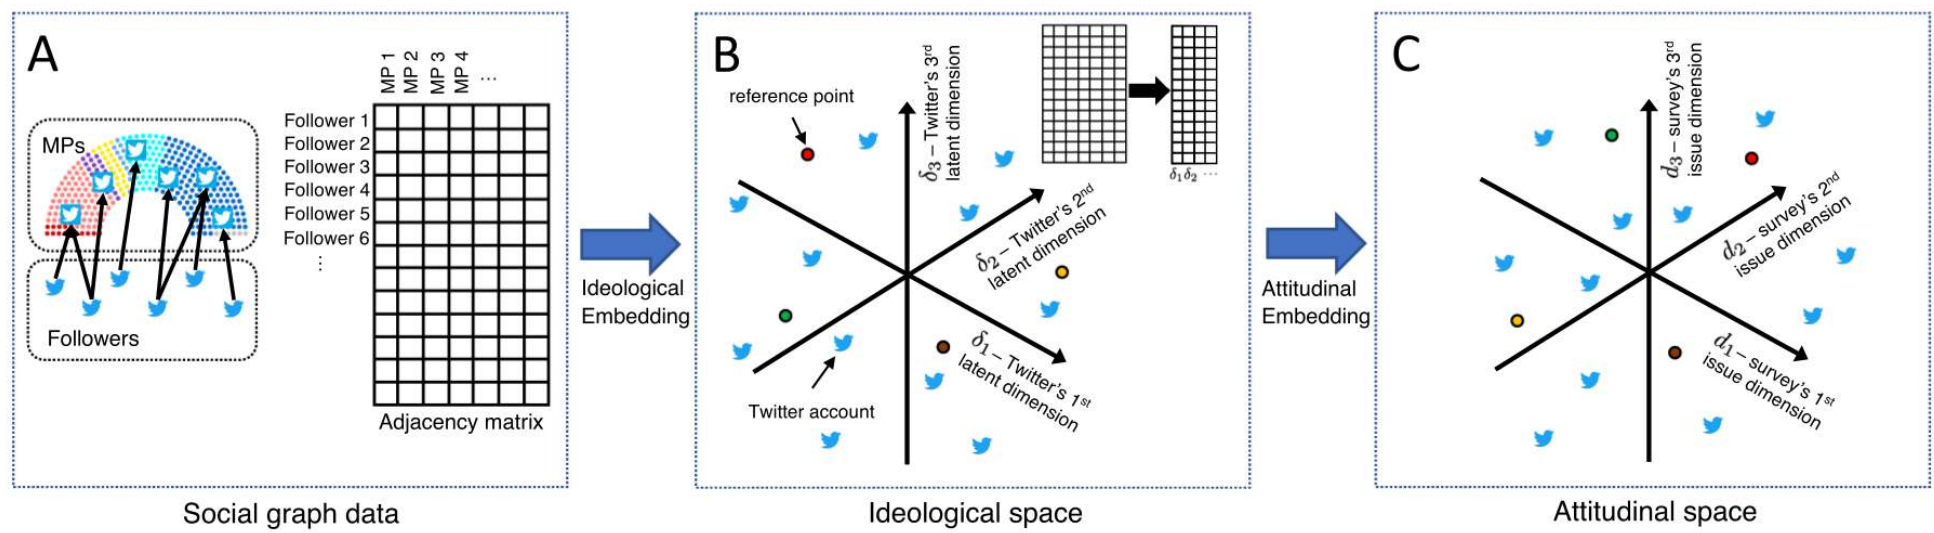 A
MPs
Followers
MP 1
MP 2
MP 3
MP 4
...
Follower 1
Follower 2
Follower 3
Follower 4
Follower 5
Follower 6
⋮
Adjacency matrix
Social graph data
Ideological
Embedding
B
reference point
δ₃ – Twitter's 3rd
latent dimension
δ₁ δ₂ ...
δ₂ – Twitter's 2nd
latent dimension
δ₁ – Twitter's 1st
latent dimension
Twitter account
Ideological space
Attitudinal
Embedding
C
d₃ – survey's 3rd
issue dimension
d₂ – survey's 2nd
issue dimension
d₁ – survey's 1st
issue dimension
Attitudinal space